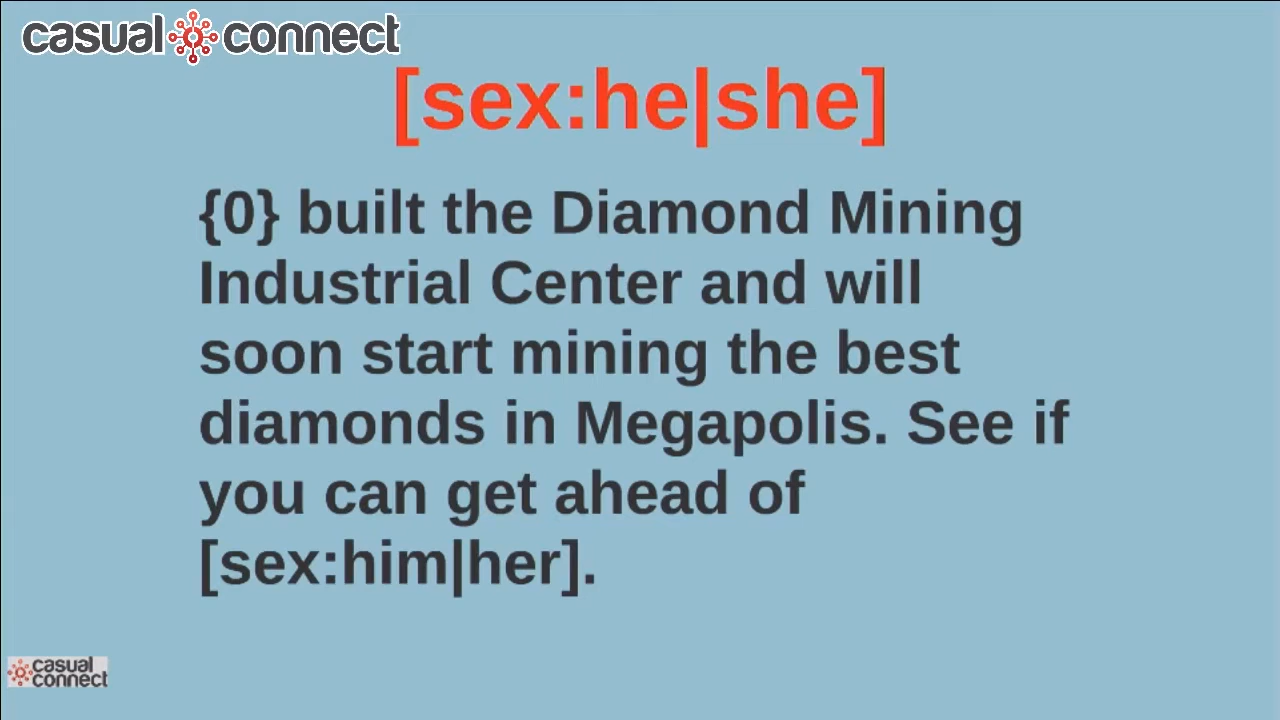 casual connect
[sex:he|she]
{0} built the Diamond Mining
Industrial Center and will
soon start mining the best
diamonds in Megapolis. See if
you can get ahead of
[sex:him|her].
casual
connect